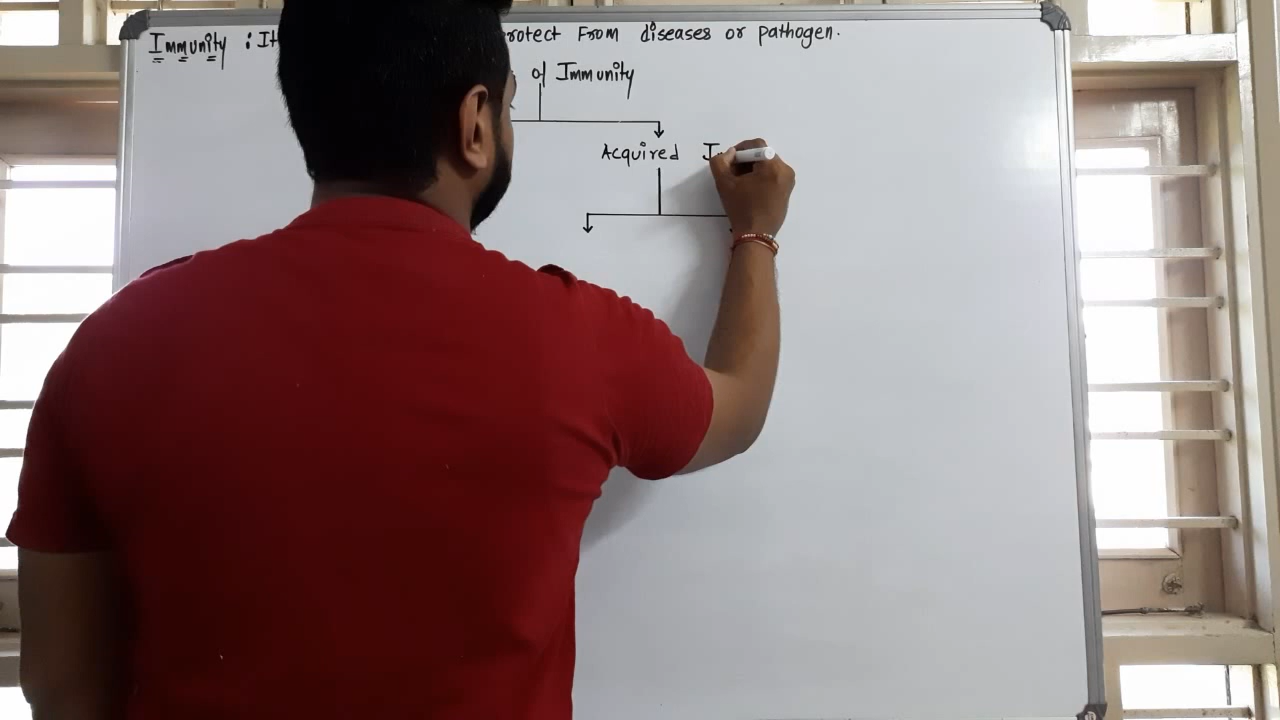 Immunity : It protect From diseases or pathogen.
of Immunity
Acquired